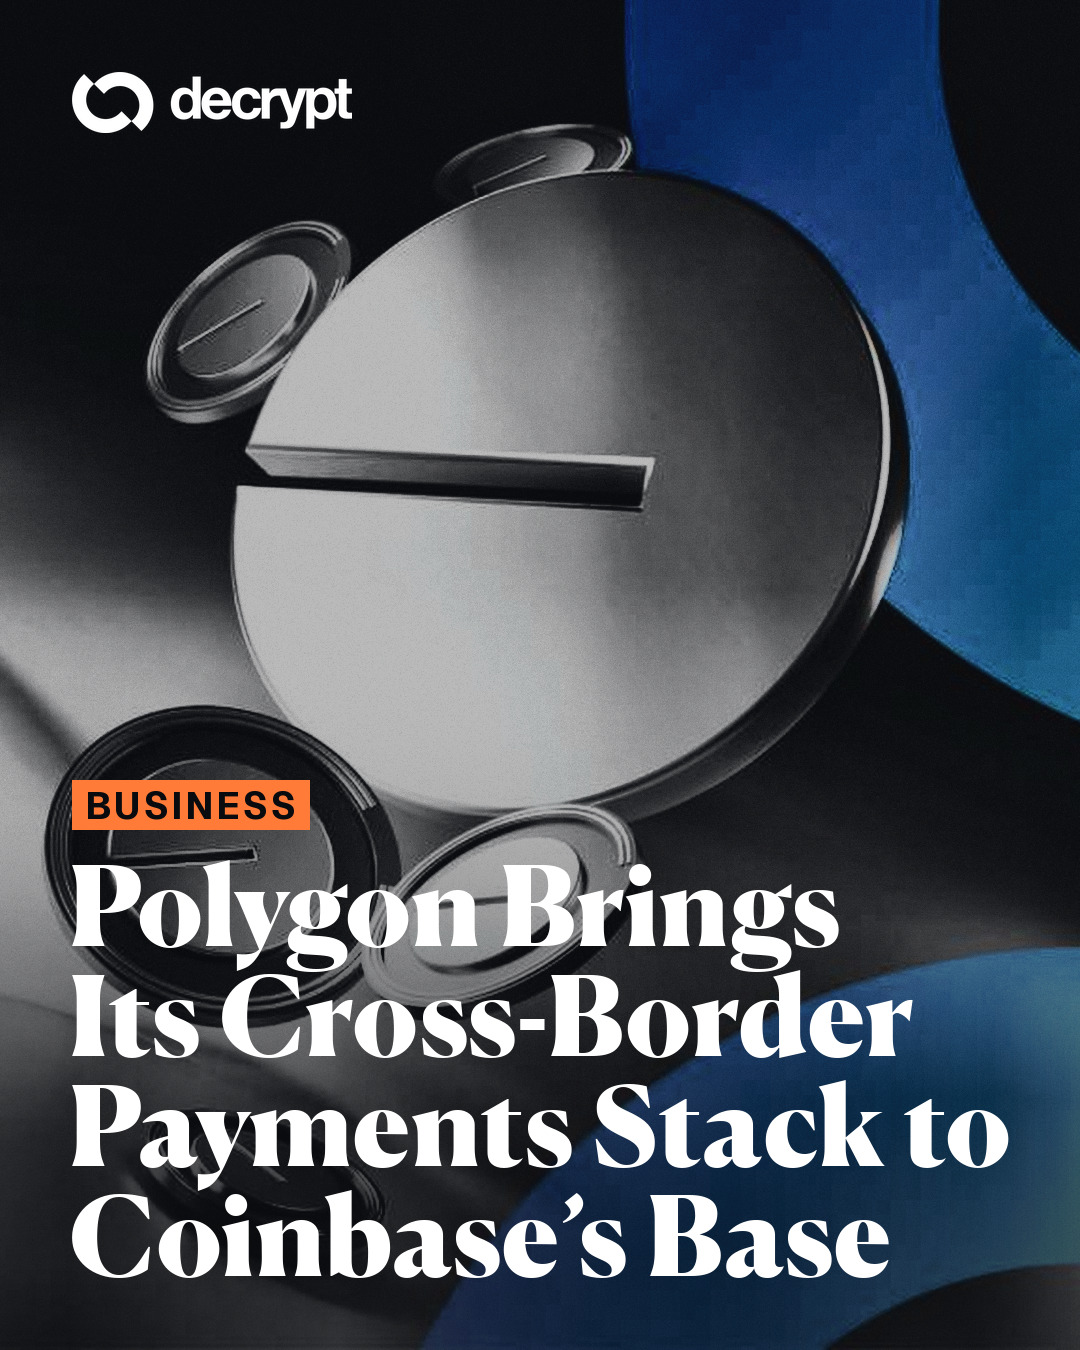 decrypt
BUSINESS
Polygon Brings
Its Cross-Border
Payments Stack to
Coinbase’s Base